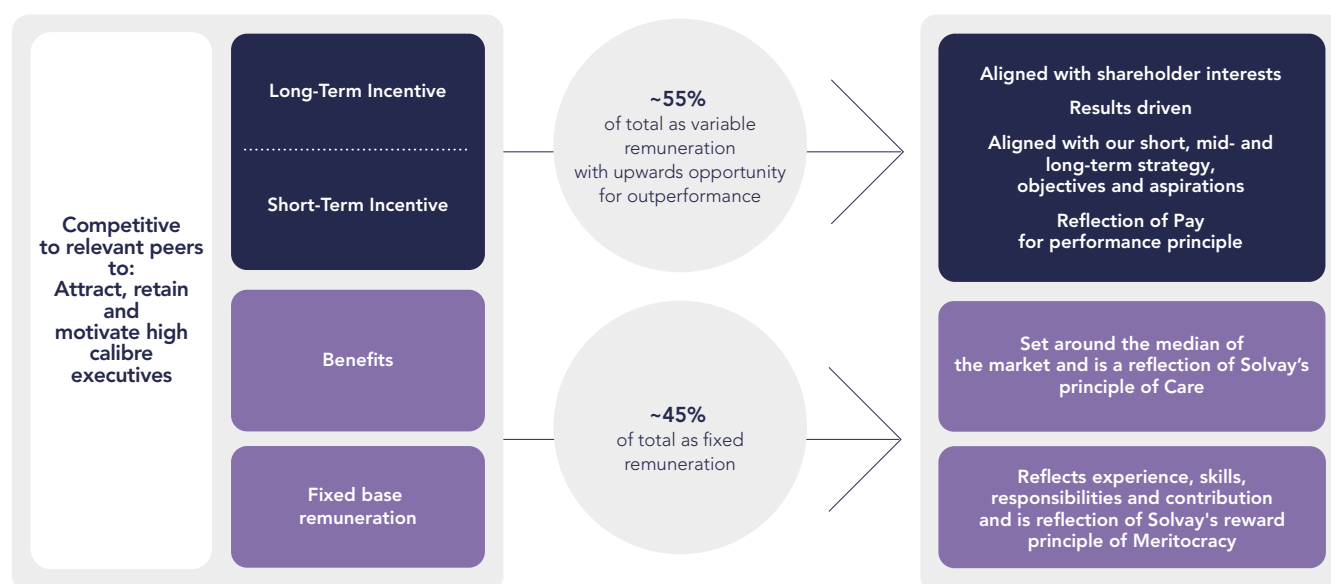 Competitive
to relevant peers
to:
Attract, retain
and
motivate high
calibre
executives
Long-Term Incentive
Short-Term Incentive
Benefits
Fixed base
remuneration
~55%
of total as variable
remuneration
with upwards opportunity
for outperformance
~45%
of total as fixed
remuneration
Aligned with shareholder interests
Results driven
Aligned with our short, mid- and
long-term strategy,
objectives and aspirations
Reflection of Pay
for performance principle
Set around the median of
the market and is a reflection of Solvay’s
principle of Care
Reflects experience, skills,
responsibilities and contribution
and is reflection of Solvay's reward
principle of Meritocracy